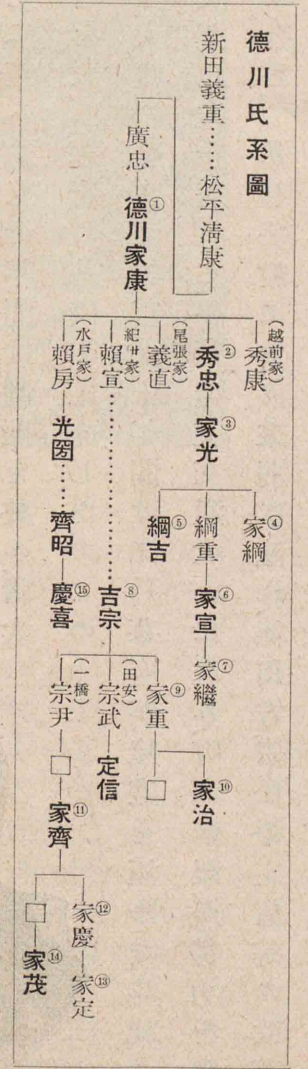 德川氏系圖
新田義重……松平淸康
廣忠―德川家康①
(越前家)
秀康
秀忠②―家光③
家綱④
綱重―家宣⑥―家繼⑦
綱吉⑤
(尾張家)
義直
(紀州家)
賴宣………吉宗⑧
家重⑨
家治⑩
□
(田安)
宗武―定信
(一橋)
宗尹―□―家齊⑪
家慶⑫―家定⑬
□―家茂⑭
(水戶家)
賴房―光圀……齊昭―慶喜⑮